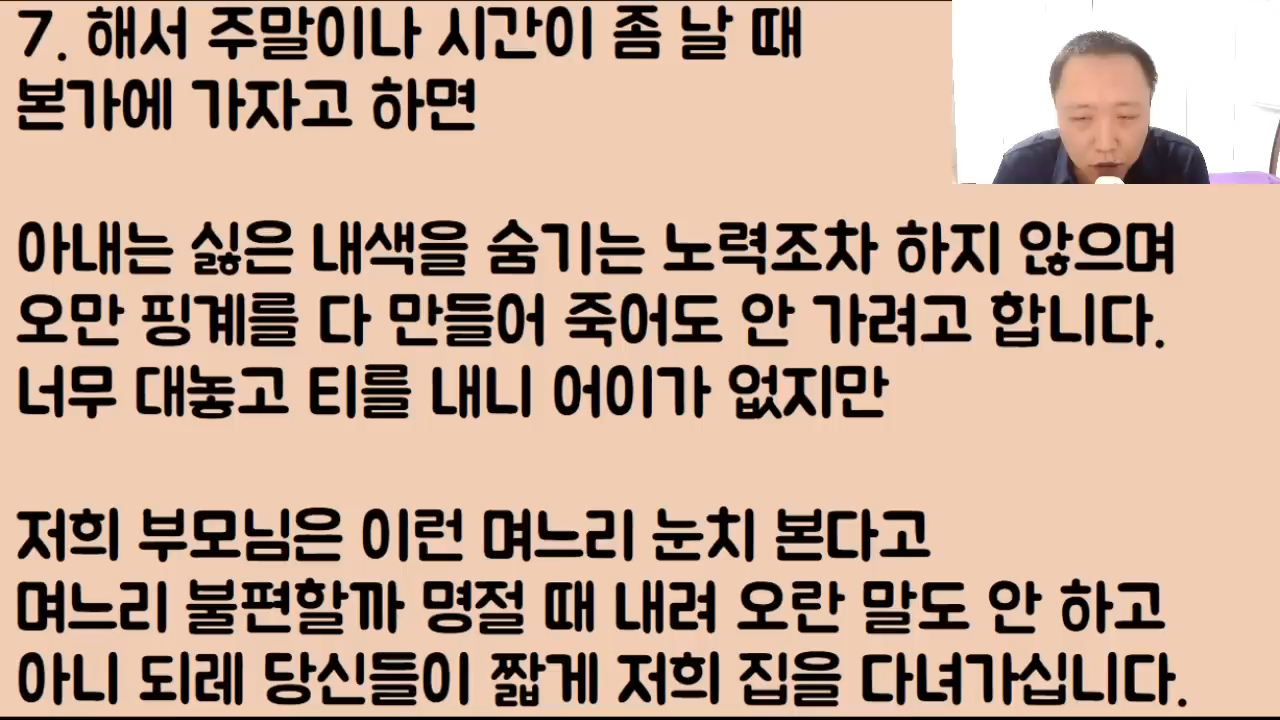 7. 해서 주말이나 시간이 좀 날 때
본가에 가자고 하면
아내는 싫은 내색을 숨기는 노력조차 하지 않으며
오만 핑계를 다 만들어 죽어도 안 가려고 합니다.
너무 대놓고 티를 내니 어이가 없지만
저희 부모님은 이런 며느리 눈치 본다고
며느리 불편할까 명절 때 내려 오란 말도 안 하고
아니 되레 당신들이 짧게 저희 집을 다녀가십니다.